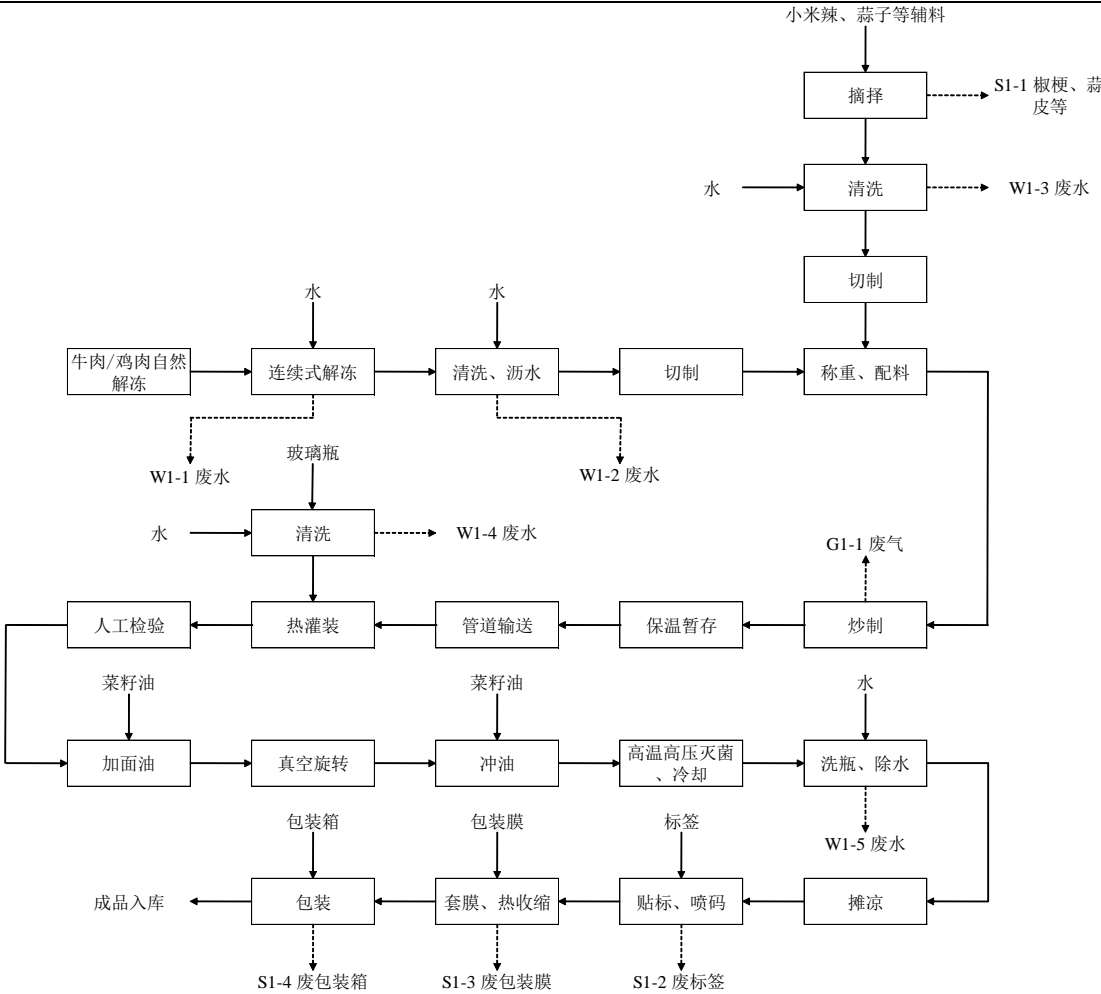 小米辣、蒜子等辅料
摘择
S1-1 椒梗、蒜
皮等
水
清洗
W1-3 废水
切制
水
水
牛肉/鸡肉自然
解冻
连续式解冻
清洗、沥水
切制
称重、配料
W1-1 废水
W1-2 废水
玻璃瓶
水
清洗
W1-4 废水
G1-1 废气
人工检验
热灌装
管道输送
保温暂存
炒制
菜籽油
菜籽油
水
加面油
真空旋转
冲油
高温高压灭菌
、冷却
洗瓶、除水
W1-5 废水
包装箱
包装膜
标签
成品入库
包装
套膜、热收缩
贴标、喷码
摊凉
S1-4 废包装箱
S1-3 废包装膜
S1-2 废标签